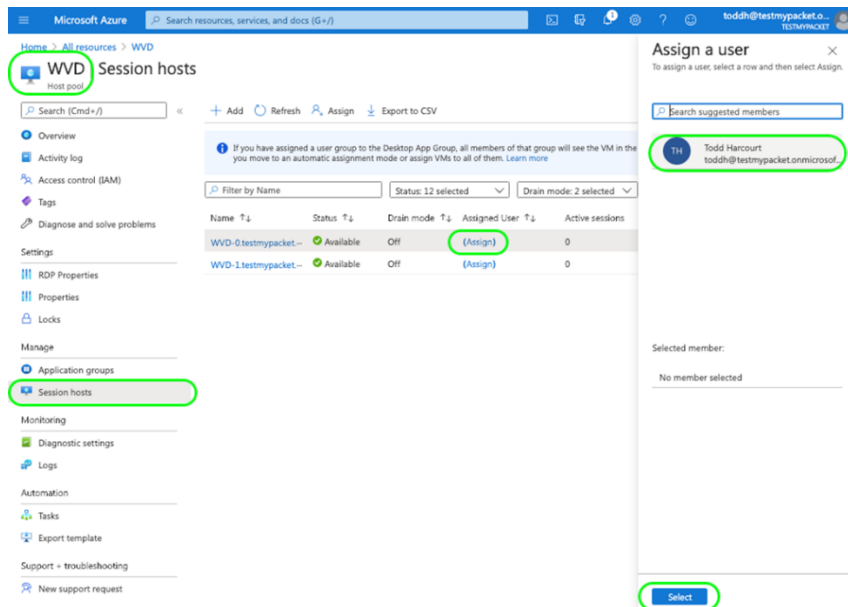 Microsoft Azure
Search resources, services, and docs (G+/)
1
toddh@testmypacket.o...
TESTMYPACKET
Home > All resources > WVD
WVD | Session hosts
Host pool
Search (Cmd+/)
«
Overview
Activity log
Access control (IAM)
Tags
Diagnose and solve problems
Settings
RDP Properties
Properties
Locks
Manage
Application groups
Session hosts
Monitoring
Diagnostic settings
Logs
Automation
Tasks
Export template
Support + troubleshooting
New support request
+ Add Refresh Assign Export to CSV
If you have assigned a user group to the Desktop App Group, all members of that group will see the VM in the
you move to an automatic assignment mode or assign VMs to all of them. Learn more
Filter by Name
Status: 12 selected
Drain mode: 2 selected
Name Status Drain mode Assigned User Active sessions
WVD-0.testmypacket.-- Available Off (Assign) 0
WVD-1.testmypacket.-- Available Off (Assign) 0
Assign a user
To assign a user, select a row and then select Assign.
Search suggested members
TH
Todd Harcourt
toddh@testmypacket.onmicrosof...
Selected member:
No member selected
Select